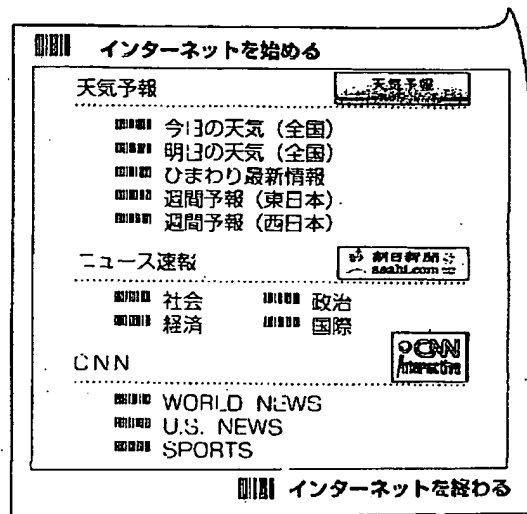 インターネットを始める
天気予報 天気予報
今日の天気（全国）
明日の天気（全国）
ひまわり最新情報
週間予報（東日本）
週間予報（西日本）
ニュース速報 朝日新聞
asahi.com
社会 政治
経済 国際
CNN CNN
Interactive
WORLD NEWS
U.S. NEWS
SPORTS
インターネットを終わる